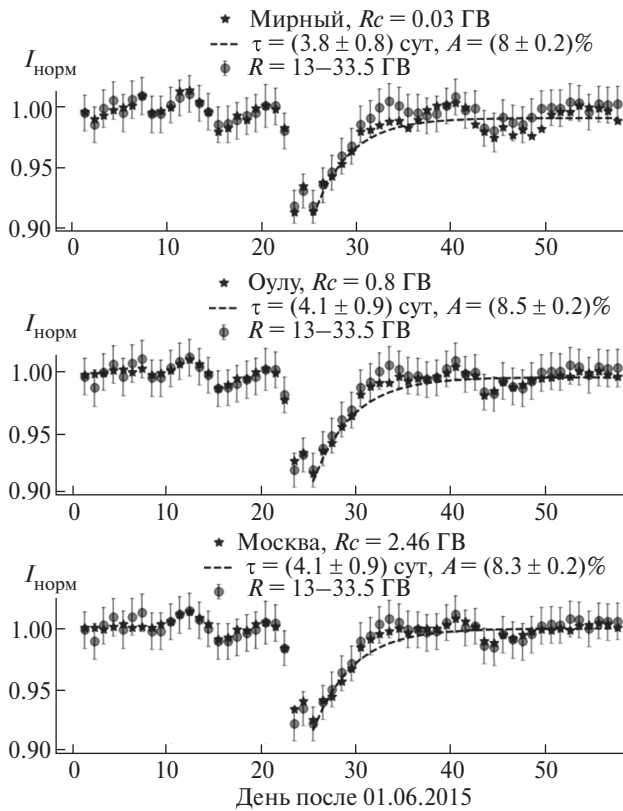 ★ Мирный, Rc = 0.03 ГВ
τ = (3.8 ± 0.8) сут, A = (8 ± 0.2)%
R = 13–33.5 ГВ
Iнорм
1.00
0.95
0.90
0 10 20 30 40 50
★ Оулу, Rc = 0.8 ГВ
τ = (4.1 ± 0.9) сут, A = (8.5 ± 0.2)%
R = 13–33.5 ГВ
Iнорм
1.00
0.95
0.90
0 10 20 30 40 50
★ Москва, Rc = 2.46 ГВ
τ = (4.1 ± 0.9) сут, A = (8.3 ± 0.2)%
R = 13–33.5 ГВ
Iнорм
1.00
0.95
0.90
0 10 20 30 40 50
День после 01.06.2015